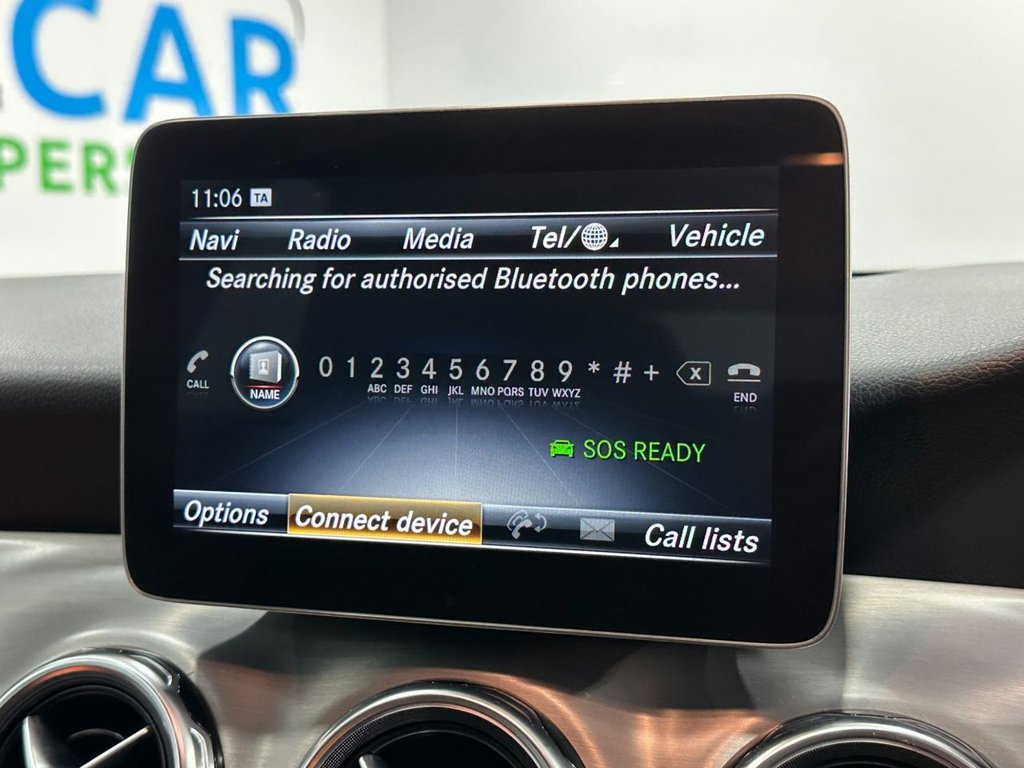 CAR
PERS
11:06 TA
Navi Radio Media Tel/ Vehicle
Searching for authorised Bluetooth phones...
0 1 2 3 4 5 6 7 8 9 * # + X
CALL NAME ABC DEF GHI JKL MNO PQRS TUV WXYZ END
SOS READY
Options Connect device Call lists